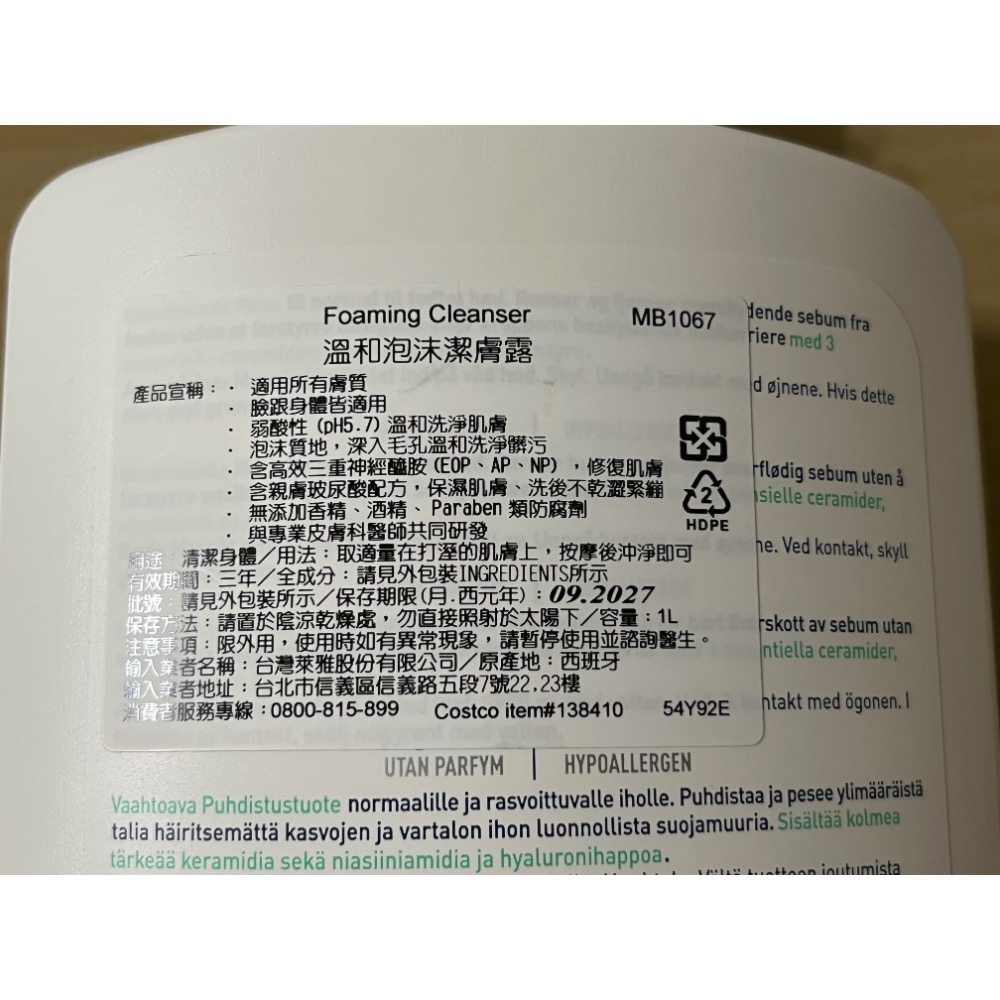 Foaming Cleanser MB1067
溫和泡沫潔膚露
產品宣稱：· 適用所有膚質
· 臉跟身體皆適用
· 弱酸性 (pH5.7) 溫和洗淨肌膚
· 泡沫質地，深入毛孔溫和洗淨髒污
· 含高效三重神經醯胺 (EOP、AP、NP)，修復肌膚
· 含親膚玻尿酸配方，保濕肌膚、洗後不乾澀緊繃
· 無添加香精、酒精、Paraben 類防腐劑
· 與專業皮膚科醫師共同研發
用途：清潔身體／用法：取適量在打溼的肌膚上，按摩後沖淨即可
有效期間：三年／全成分：請見外包裝INGREDIENTS所示
批號：請見外包裝所示／保存期限(月.西元年)：09.2027
保存方法：請置於陰涼乾燥處，勿直接照射於太陽下／容量：1L
注意事項：限外用，使用時如有異常現象，請暫停使用並諮詢醫生。
輸入業者名稱：台灣萊雅股份有限公司／原產地：西班牙
輸入業者地址：台北市信義區信義路五段7號22.23樓
消費者服務專線：0800-815-899 Costco item#138410 54Y92E
2
HDPE
dende sebum fra
riere med 3
d øjnene. Hvis dette
rflødig sebum uten å
sielle ceramider,
ne. Ved kontakt, skyll
rskott av sebum utan
ntiella ceramider,
ntakt med ögonen. I
UTAN PARFYM | HYPOALLERGEN
Vaahtoava Puhdistustuote normaalille ja rasvoittuvalle iholle. Puhdistaa ja pesee ylimääräistä
talia häiritsemättä kasvojen ja vartalon ihon luonnollista suojamuuria. Sisältää kolmea
tärkeää keramidia sekä niasiiniamidia ja hyaluronihappoa.